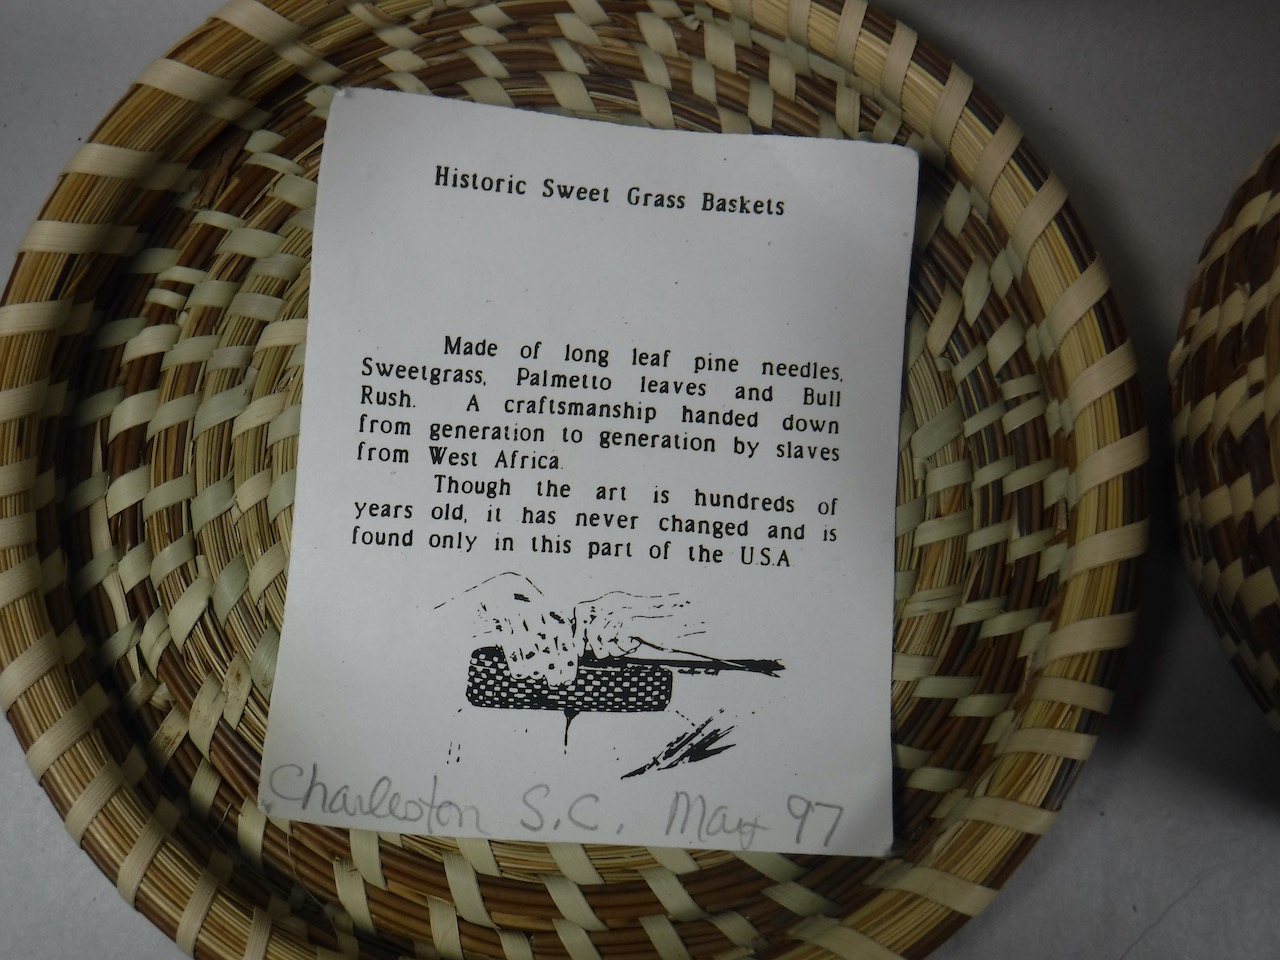 Historic Sweet Grass Baskets
Made of long leaf pine needles,
Sweetgrass, Palmetto leaves and Bull
Rush. A craftsmanship handed down
from generation to generation by slaves
from West Africa.
Though the art is hundreds of
years old, it has never changed and is
found only in this part of the U.S.A
Charleston S.C. May 97